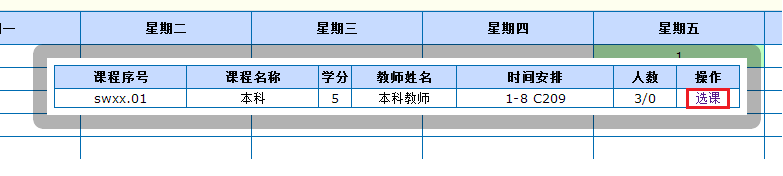 一 星期二 星期三 星期四 星期五
1
课程序号 课程名称 学分 教师姓名 时间安排 人数 操作
swxx.01 本科 5 本科教师 1-8 C209 3/0 选课